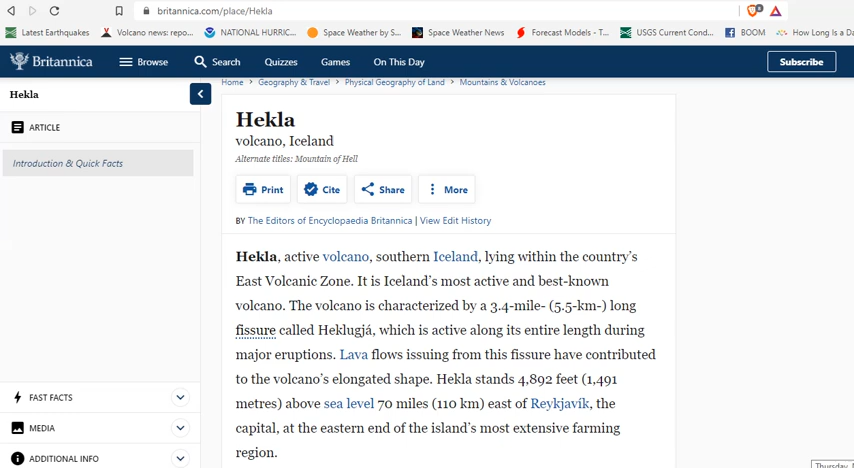 britannica.com/place/Hekla
Latest Earthquakes Volcano news: repo... NATIONAL HURRIC... Space Weather by S... Space Weather News Forecast Models - T... USGS Current Cond... BOOM How Long Is a Da
Britannica Browse Search Quizzes Games On This Day Subscribe
Hekla
ARTICLE
Introduction & Quick Facts
FAST FACTS
MEDIA
ADDITIONAL INFO
Home > Geography & Travel > Physical Geography of Land > Mountains & Volcanoes
Hekla
volcano, Iceland
Alternate titles: Mountain of Hell
Print Cite Share More
BY The Editors of Encyclopaedia Britannica | View Edit History
Hekla, active volcano, southern Iceland, lying within the country's
East Volcanic Zone. It is Iceland's most active and best-known
volcano. The volcano is characterized by a 3.4-mile- (5.5-km-) long
fissure called Heklugjá, which is active along its entire length during
major eruptions. Lava flows issuing from this fissure have contributed
to the volcano's elongated shape. Hekla stands 4,892 feet (1,491
metres) above sea level 70 miles (110 km) east of Reykjavík, the
capital, at the eastern end of the island's most extensive farming
region.
Thursday,